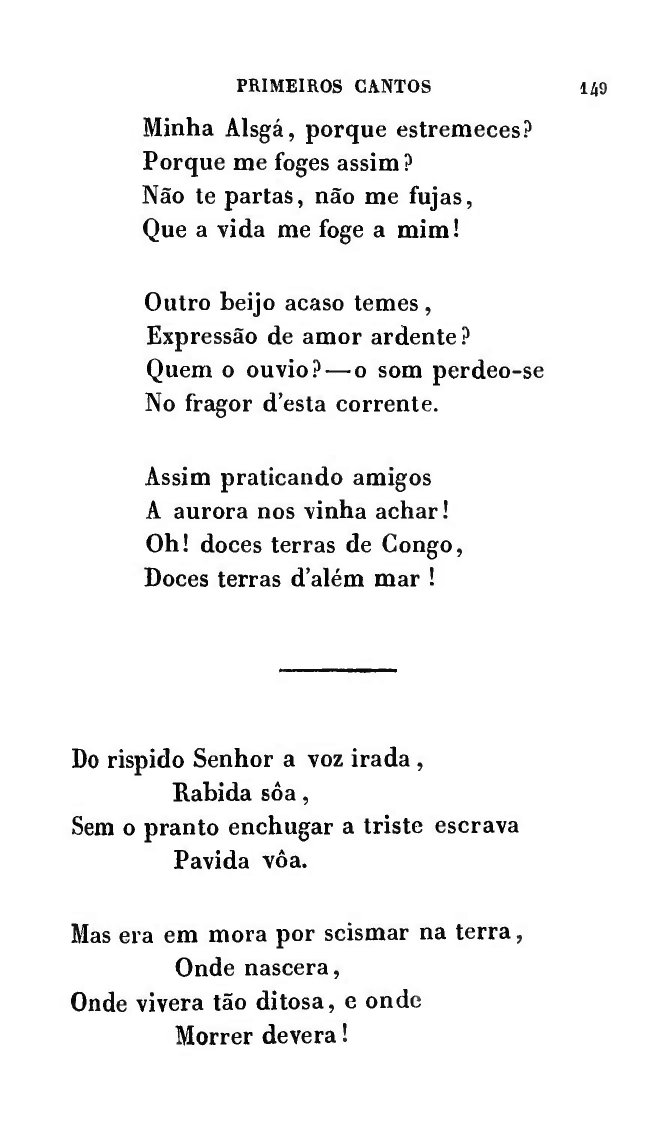 PRIMEIROS CANTOS 149
Minha Alsgá, porque estremeces?
Porque me foges assim?
Não te partas, não me fujas,
Que a vida me foge a mim!
Outro beijo acaso temes,
Expressão de amor ardente?
Quem o ouvio?—o som perdeo-se
No fragor d'esta corrente.
Assim praticando amigos
A aurora nos vinha achar!
Oh! doces terras de Congo,
Doces terras d'além mar!
Do rispido Senhor a voz irada,
Rabida sôa,
Sem o pranto enchugar a triste escrava
Pavida vôa.
Mas era em mora por scismar na terra,
Onde nascera,
Onde vivera tão ditosa, e onde
Morrer devera!